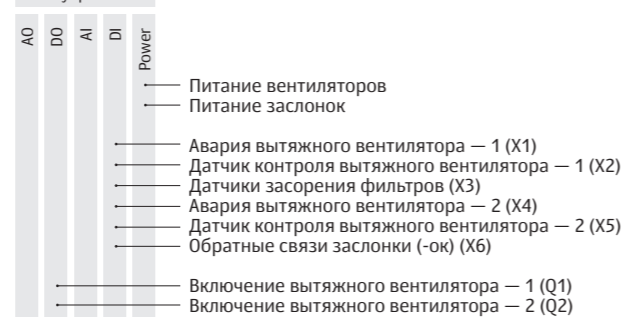 AO DO AI DI Power
Питание вентиляторов
Питание заслонок
Авария вытяжного вентилятора — 1 (X1)
Датчик контроля вытяжного вентилятора — 1 (X2)
Датчики засорения фильтров (X3)
Авария вытяжного вентилятора — 2 (X4)
Датчик контроля вытяжного вентилятора — 2 (X5)
Обратные связи заслонки (-ок) (X6)
Включение вытяжного вентилятора — 1 (Q1)
Включение вытяжного вентилятора — 2 (Q2)